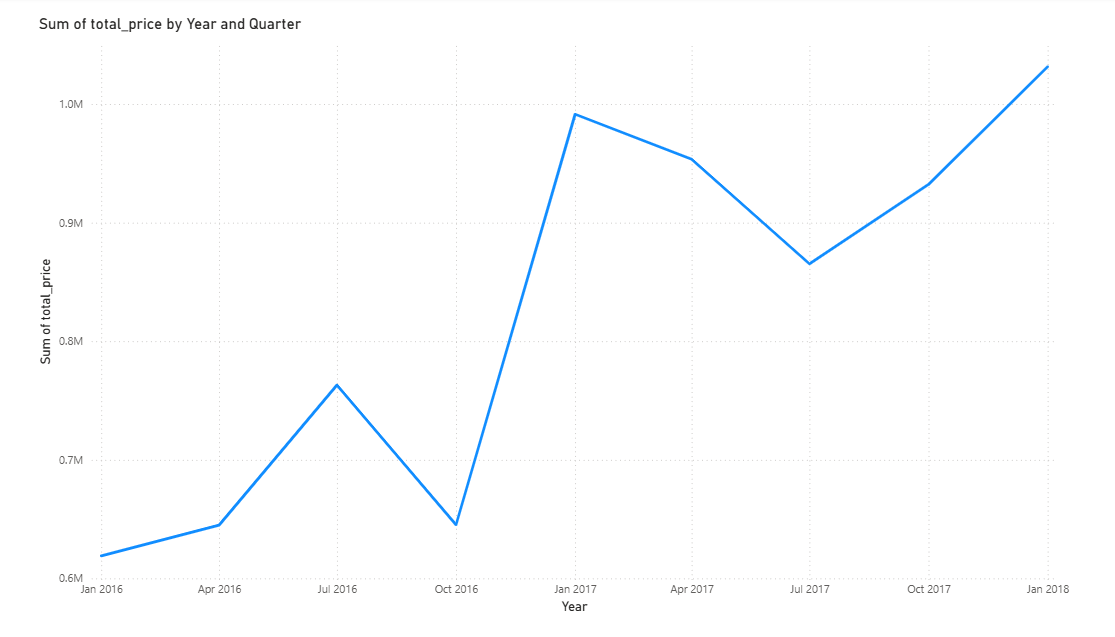 Sum of total_price by Year and Quarter
1.0M
0.9M
0.8M
0.7M
0.6M
Sum of total_price
Jan 2016 Apr 2016 Jul 2016 Oct 2016 Jan 2017 Apr 2017 Jul 2017 Oct 2017 Jan 2018
Year